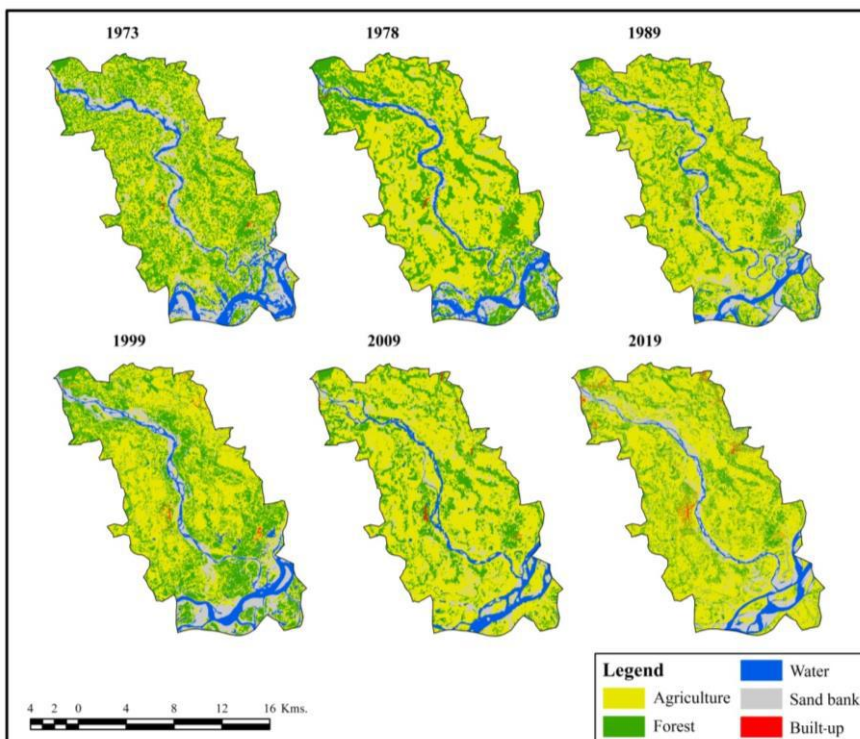 1973
1978
1989
1999
2009
2019
4 2 0 4 8 12 16 Kms.
Legend
Agriculture
Forest
Water
Sand bank
Built-up